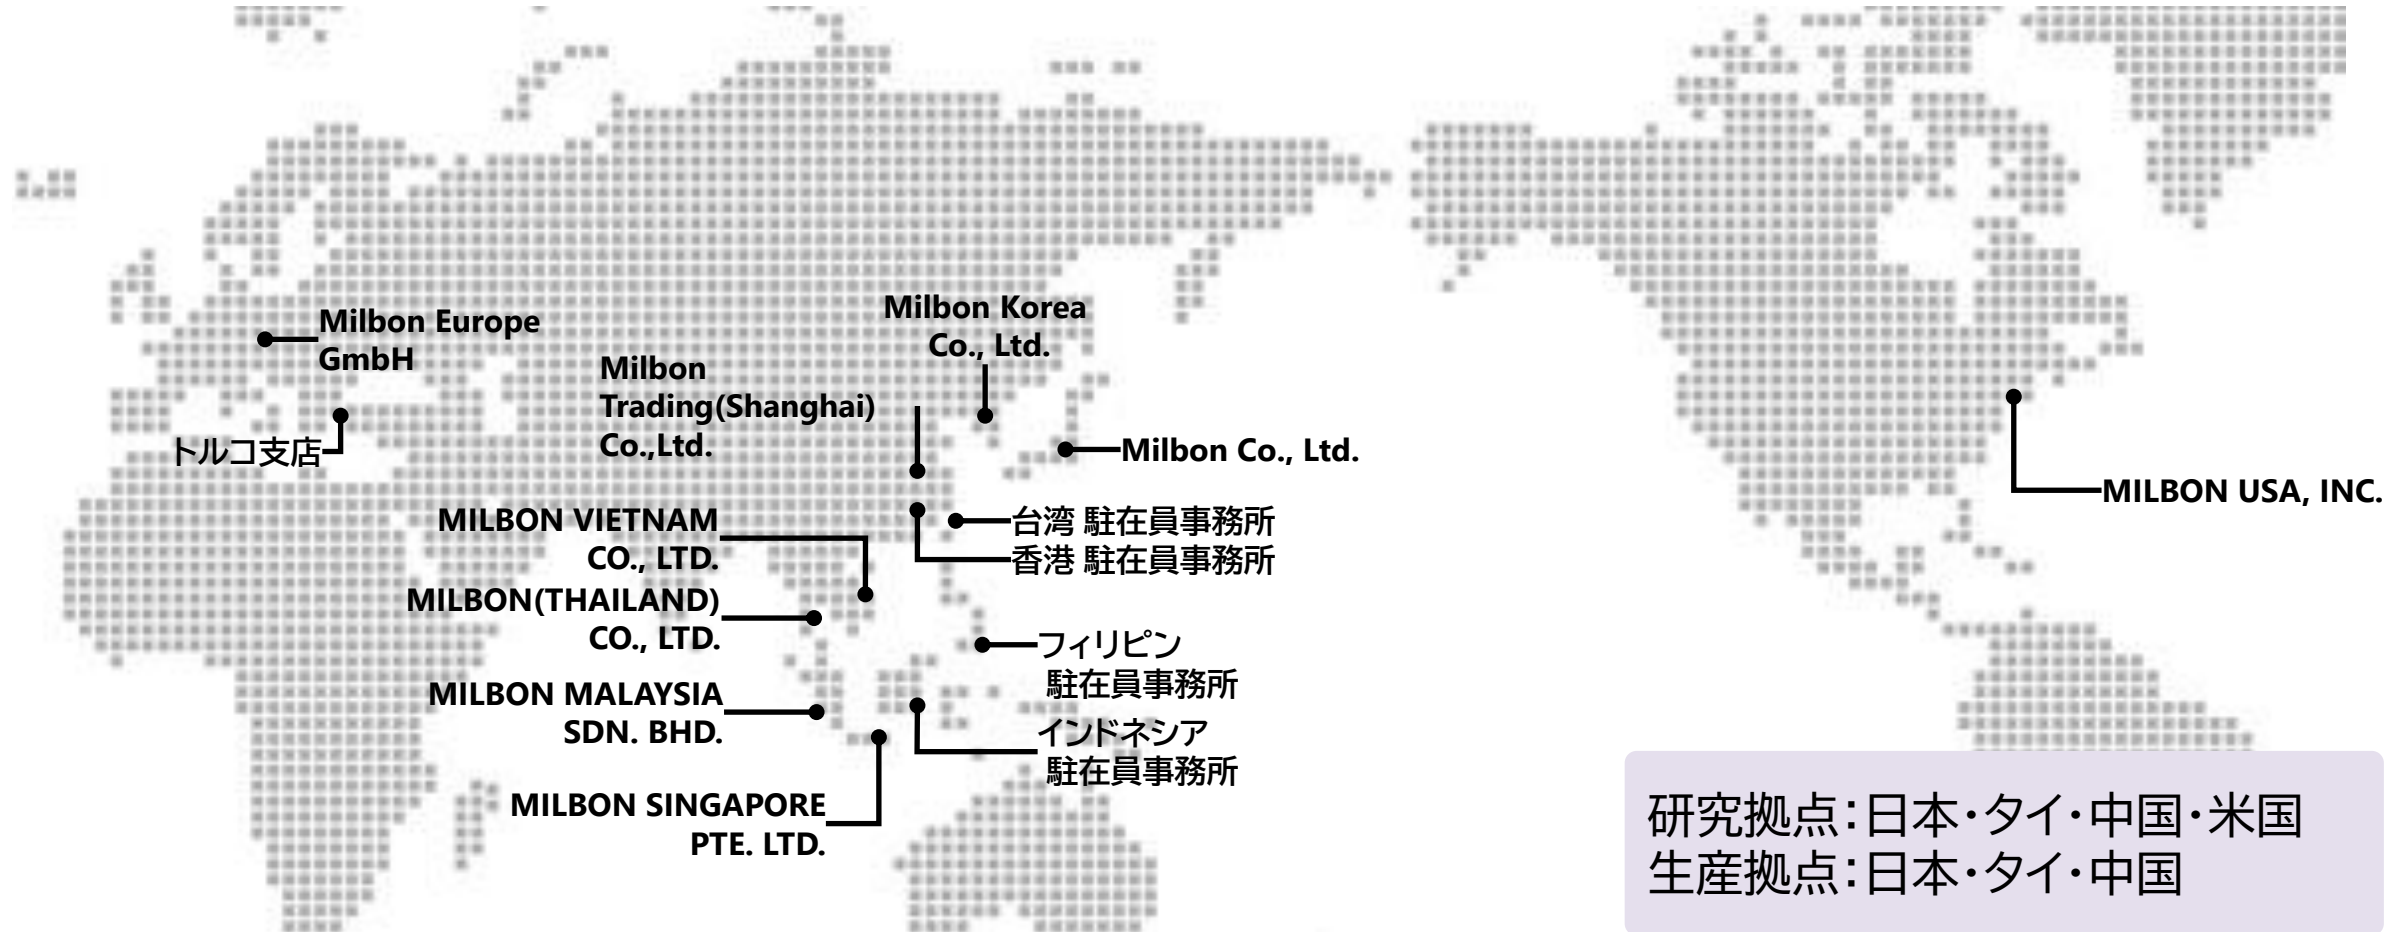 Milbon Europe
GmbH
トルコ支店
Milbon
Trading(Shanghai)
Co.,Ltd.
Milbon Korea
Co., Ltd.
Milbon Co., Ltd.
MILBON USA, INC.
台湾 駐在員事務所
香港 駐在員事務所
MILBON VIETNAM
CO., LTD.
MILBON(THAILAND)
CO., LTD.
フィリピン
駐在員事務所
MILBON MALAYSIA
SDN. BHD.
インドネシア
駐在員事務所
MILBON SINGAPORE
PTE. LTD.
研究拠点：日本・タイ・中国・米国
生産拠点：日本・タイ・中国